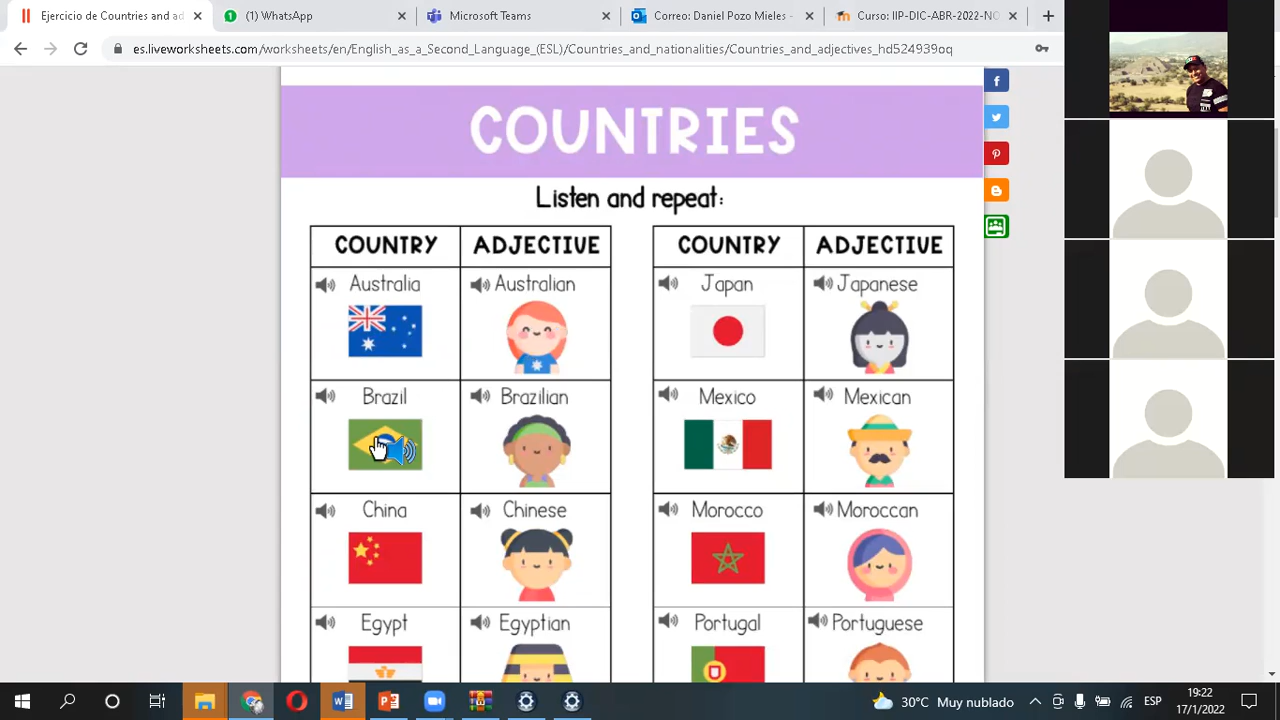 Ejercicio de Countries and ad
(1) WhatsApp
Microsoft Teams
Correo: Daniel Pozo Mieles -
Curso: IIP-DIC-ABR-2022-NO
es.liveworksheets.com/worksheets/en/English_as_a_Second_Language_(ESL)/Countries_and_nationalities/Countries_and_adjectives_hd524939oq
COUNTRIES
Listen and repeat:
COUNTRY ADJECTIVE
Australia Australian
Brazil Brazilian
China Chinese
Egypt Egyptian
COUNTRY ADJECTIVE
Japan Japanese
Mexico Mexican
Morocco Moroccan
Portugal Portuguese
30°C Muy nublado
ESP
19:22
17/1/2022